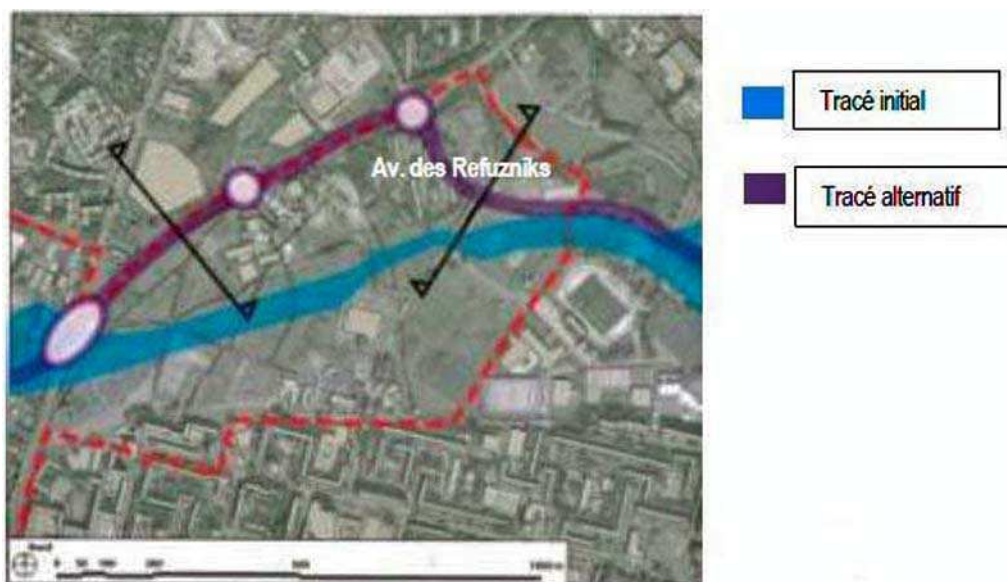 Tracé initial
Av. des Refuzniks
Tracé alternatif